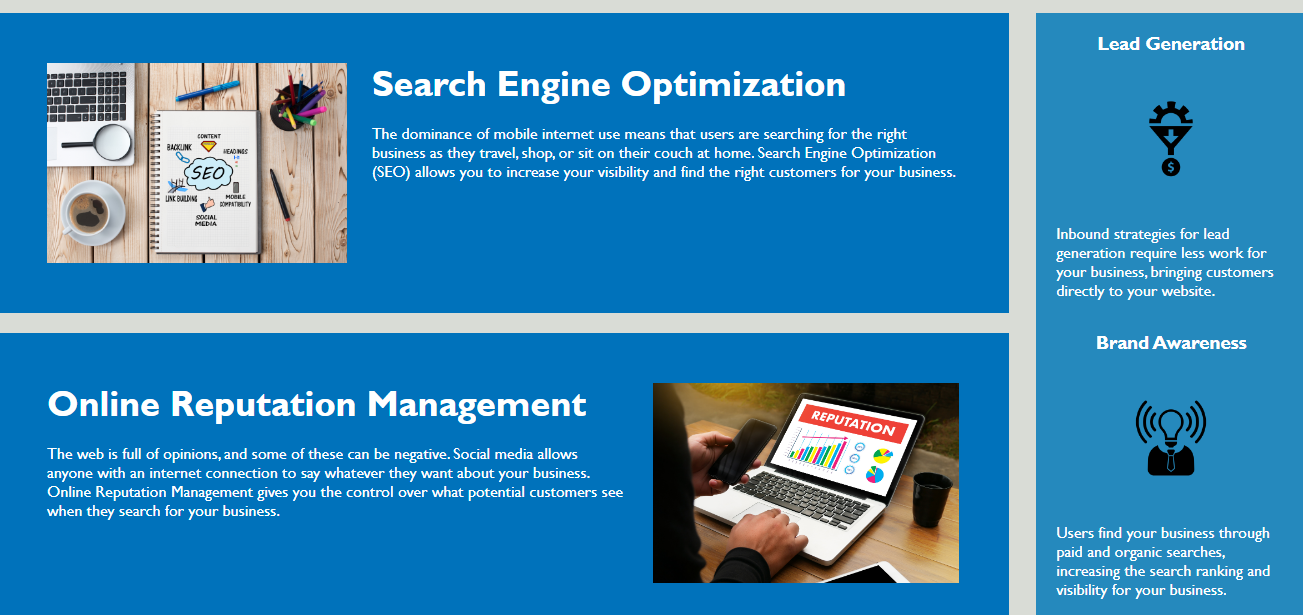 Search Engine Optimization
The dominance of mobile internet use means that users are searching for the right
business as they travel, shop, or sit on their couch at home. Search Engine Optimization
(SEO) allows you to increase your visibility and find the right customers for your business.
CONTENT
BACKLINK
HEADINGS
SEO
LINK BUILDING
MOBILE
COMPATIBILITY
SOCIAL
MEDIA
Online Reputation Management
The web is full of opinions, and some of these can be negative. Social media allows
anyone with an internet connection to say whatever they want about your business.
Online Reputation Management gives you the control over what potential customers see
when they search for your business.
REPUTATION
Lead Generation
$
Inbound strategies for lead
generation require less work for
your business, bringing customers
directly to your website.
Brand Awareness
Users find your business through
paid and organic searches,
increasing the search ranking and
visibility for your business.